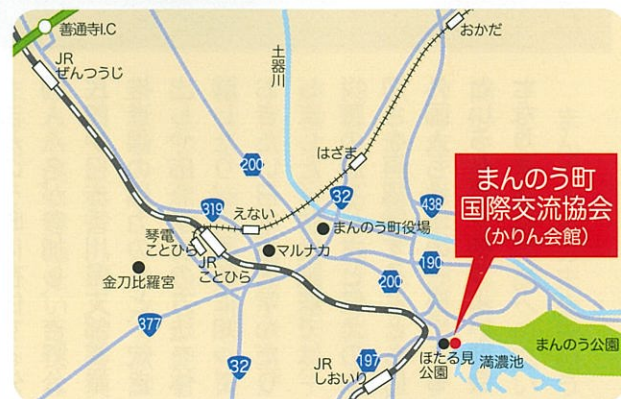 善通寺I.C
JR
ぜんつうじ
土器川
おかだ
はざま
200
32
438
319
えない
まんのう町役場
まんのう町
国際交流協会
(かりん会館)
琴電
ことひら
JR
ことひら
マルナカ
190
金刀比羅宮
200
377
32
197
JR
しおいり
ほたる見
公園
満濃池
まんのう公園